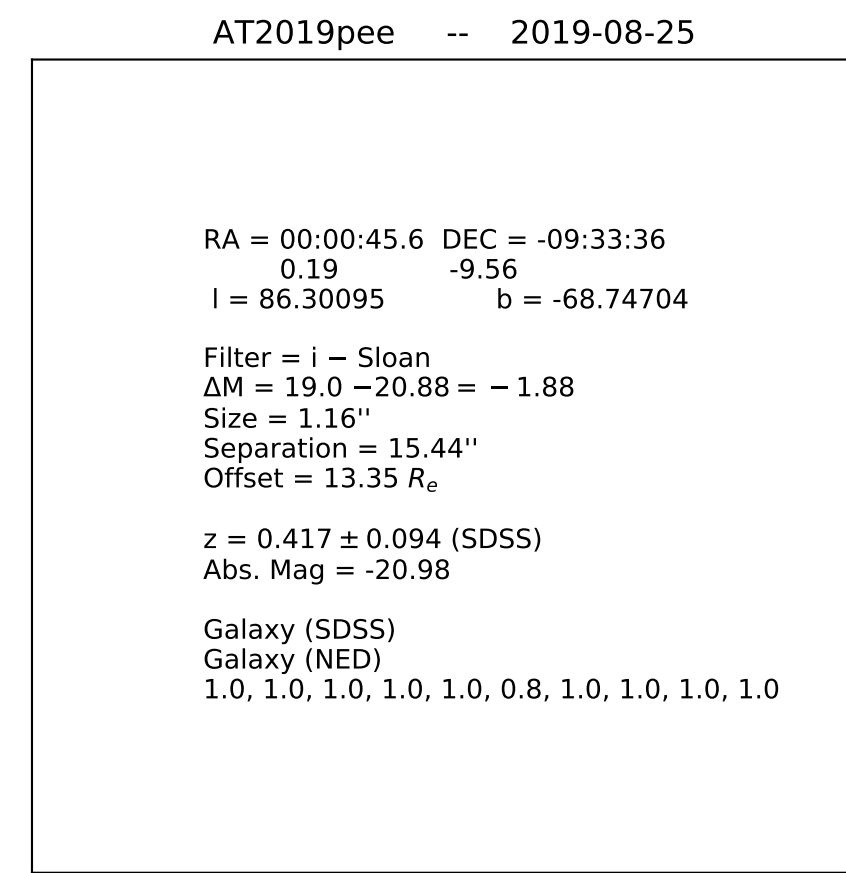 AT2019pee -- 2019-08-25
RA = 00:00:45.6 DEC = -09:33:36
0.19 -9.56
l = 86.30095 b = -68.74704
Filter = i − Sloan
ΔM = 19.0 −20.88 = − 1.88
Size = 1.16''
Separation = 15.44''
Offset = 13.35 Re
z = 0.417 ± 0.094 (SDSS)
Abs. Mag = -20.98
Galaxy (SDSS)
Galaxy (NED)
1.0, 1.0, 1.0, 1.0, 1.0, 0.8, 1.0, 1.0, 1.0, 1.0